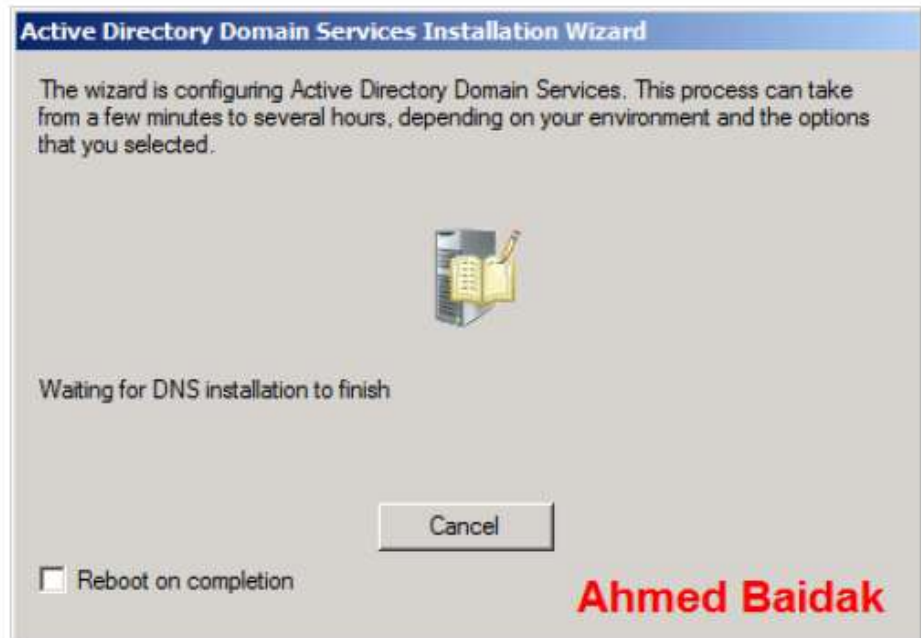 Active Directory Domain Services Installation Wizard
The wizard is configuring Active Directory Domain Services. This process can take
from a few minutes to several hours, depending on your environment and the options
that you selected.
Waiting for DNS installation to finish
Cancel
Reboot on completion
Ahmed Baidak